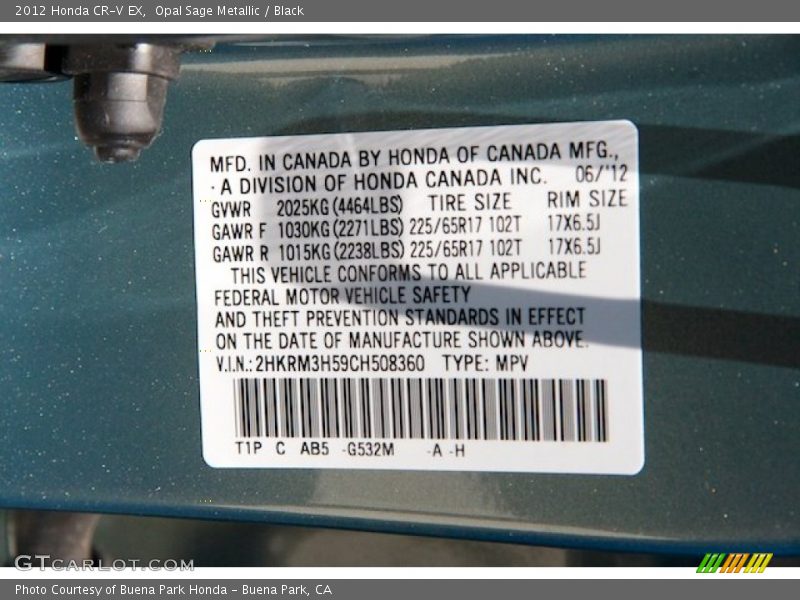 2012 Honda CR-V EX,  Opal Sage Metallic / Black
MFD. IN CANADA BY HONDA OF CANADA MFG.,
A DIVISION OF HONDA CANADA INC. 06/'12
GVWR 2025KG(4464LBS) TIRE SIZE RIM SIZE
GAWR F 1030KG(2271LBS) 225/65R17 102T 17X6.5J
GAWR R 1015KG(2238LBS) 225/65R17 102T 17X6.5J
THIS VEHICLE CONFORMS TO ALL APPLICABLE
FEDERAL MOTOR VEHICLE SAFETY
AND THEFT PREVENTION STANDARDS IN EFFECT
ON THE DATE OF MANUFACTURE SHOWN ABOVE.
V.I.N.: 2HKRM3H59CH508360 TYPE: MPV
T1P C AB5 -G532M -A -H
GTCARLOT.COM
Photo Courtesy of Buena Park Honda - Buena Park, CA